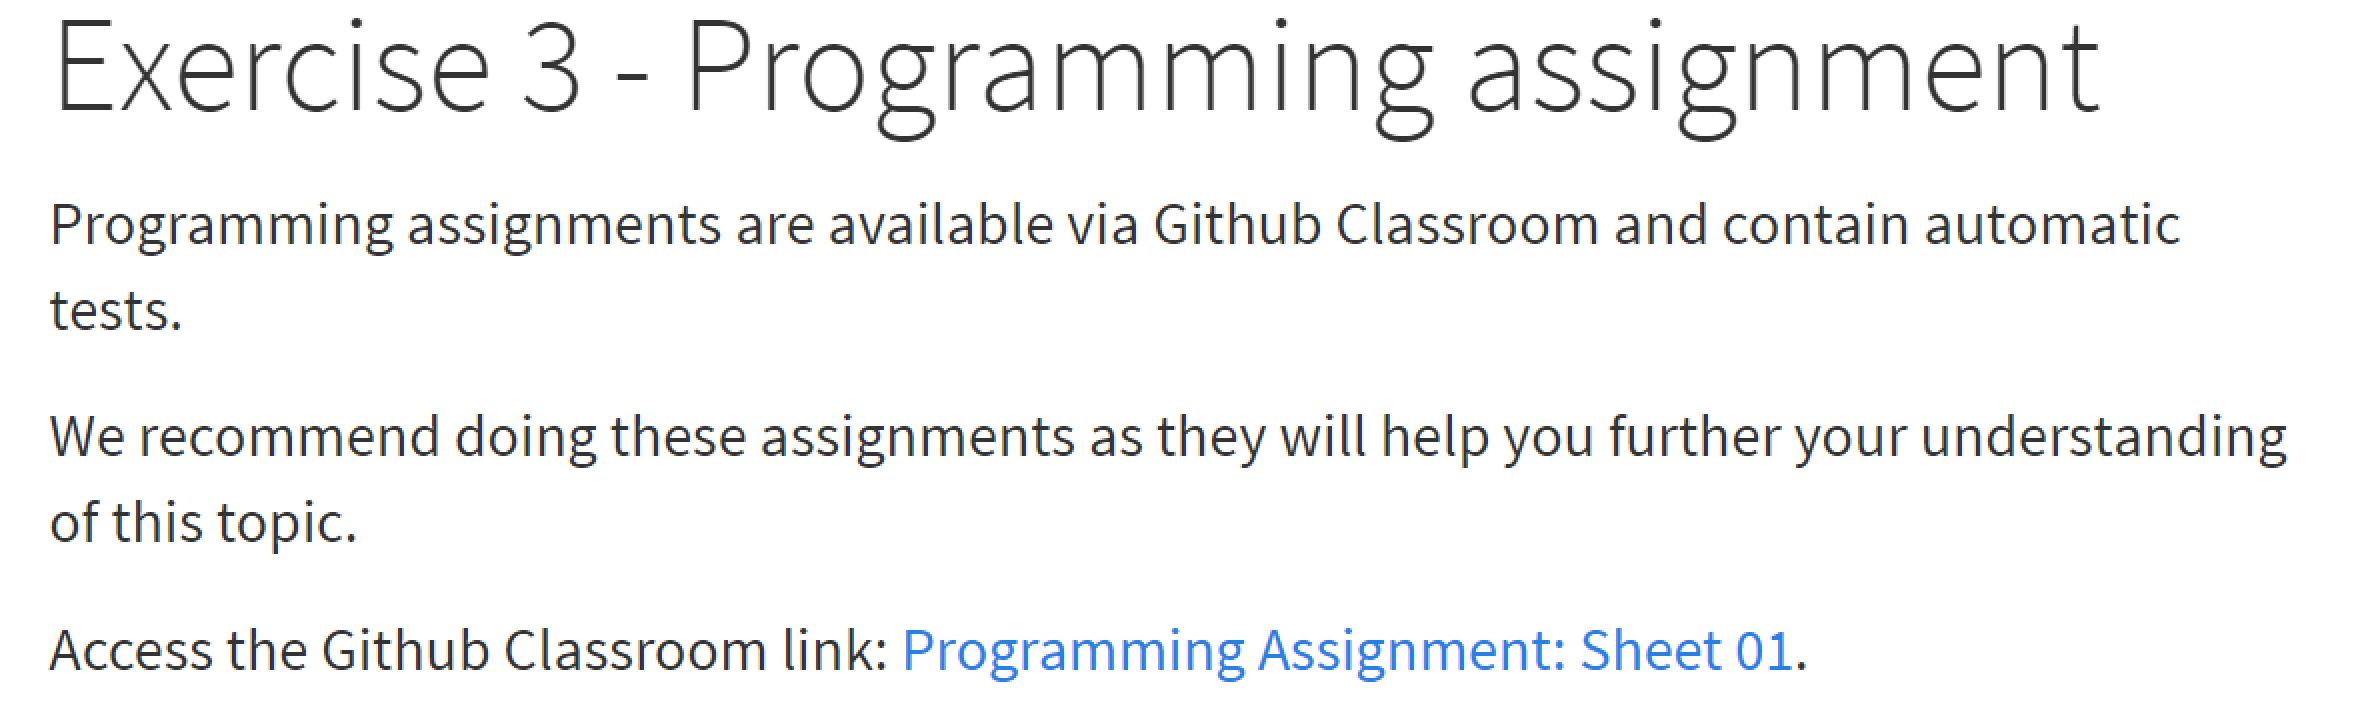 Exercise 3 - Programming assignment
Programming assignments are available via Github Classroom and contain automatic
tests.
We recommend doing these assignments as they will help you further your understanding
of this topic.
Access the Github Classroom link: Programming Assignment: Sheet 01.